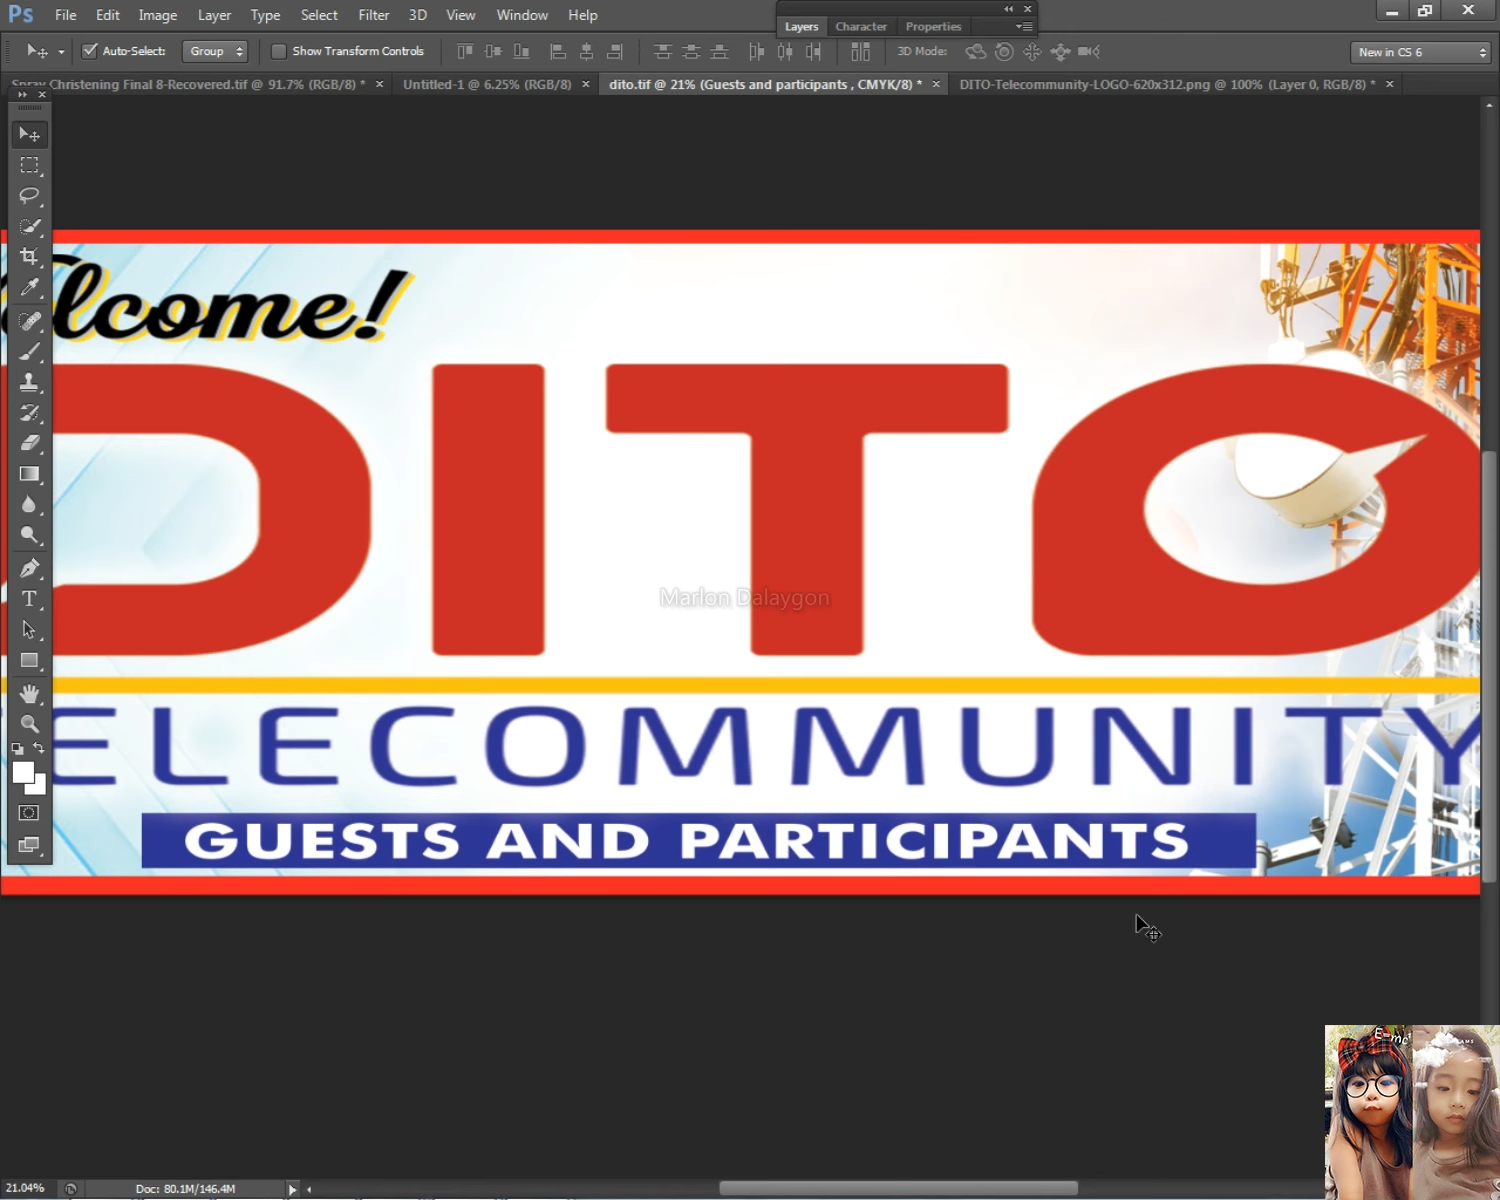 Ps File Edit Image Layer Type Select Filter 3D View Window Help
Layers Character Properties
Auto-Select: Group Show Transform Controls 3D Mode: New in CS 6
Spray Christening Final 8-Recovered.tif @ 91.7% (RGB/8) * × Untitled-1 @ 6.25% (RGB/8) × dito.tif @ 21% (Guests and participants , CMYK/8) * × DITO-Telecommunity-LOGO-620x312.png @ 100% (Layer 0, RGB/8) * ×
lcome!
DITO
Marlon Dalaygon
ELECOMMUNITY
GUESTS AND PARTICIPANTS
21.04% Doc: 80.1M/146.4M